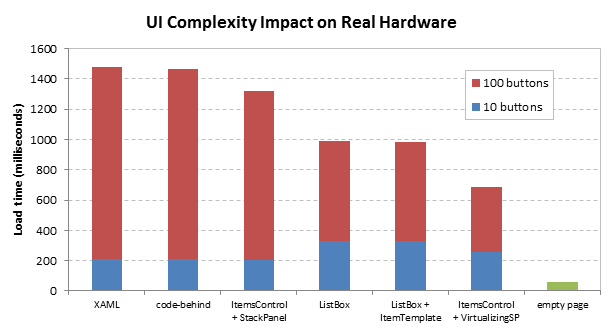 UI Complexity Impact on Real Hardware
Load time (milliseconds)
1600
1400
1200
1000
800
600
400
200
0
100 buttons
10 buttons
XAML
code-behind
ItemsControl
+ StackPanel
ListBox
ListBox +
ItemTemplate
ItemsControl
+ VirtualizingSP
empty page